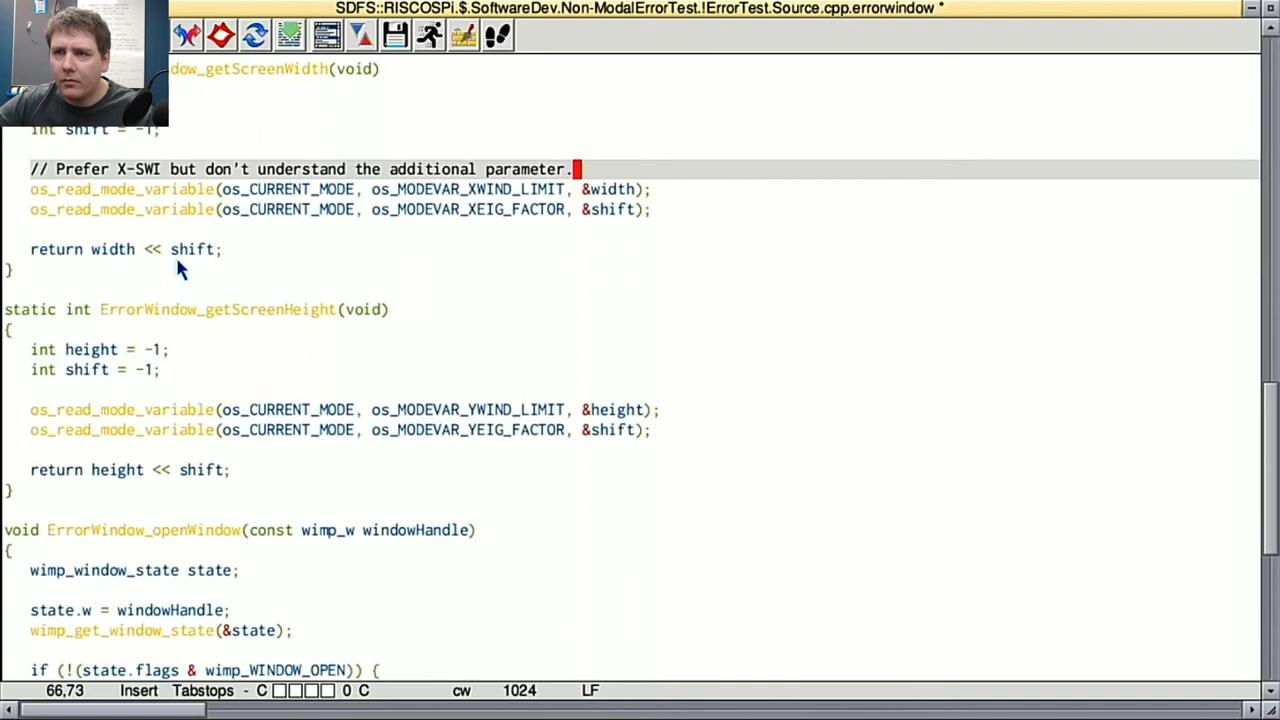 SDFS::RISCOSPi.$.SoftwareDev.Non-ModalErrorTest.!ErrorTest.Source.cpp.errorwindow *
dow_getScreenWidth(void)
int shift = -1;
// Prefer X-SWI but don't understand the additional parameter.
os_read_mode_variable(os_CURRENT_MODE, os_MODEVAR_XWIND_LIMIT, &width);
os_read_mode_variable(os_CURRENT_MODE, os_MODEVAR_XEIG_FACTOR, &shift);
return width << shift;
}
static int ErrorWindow_getScreenHeight(void)
{
int height = -1;
int shift = -1;
os_read_mode_variable(os_CURRENT_MODE, os_MODEVAR_YWIND_LIMIT, &height);
os_read_mode_variable(os_CURRENT_MODE, os_MODEVAR_YEIG_FACTOR, &shift);
return height << shift;
}
void ErrorWindow_openWindow(const wimp_w windowHandle)
{
wimp_window_state state;
state.w = windowHandle;
wimp_get_window_state(&state);
if (!(state.flags & wimp_WINDOW_OPEN)) {
66,73 Insert Tabstops - C 0 C cw 1024 LF